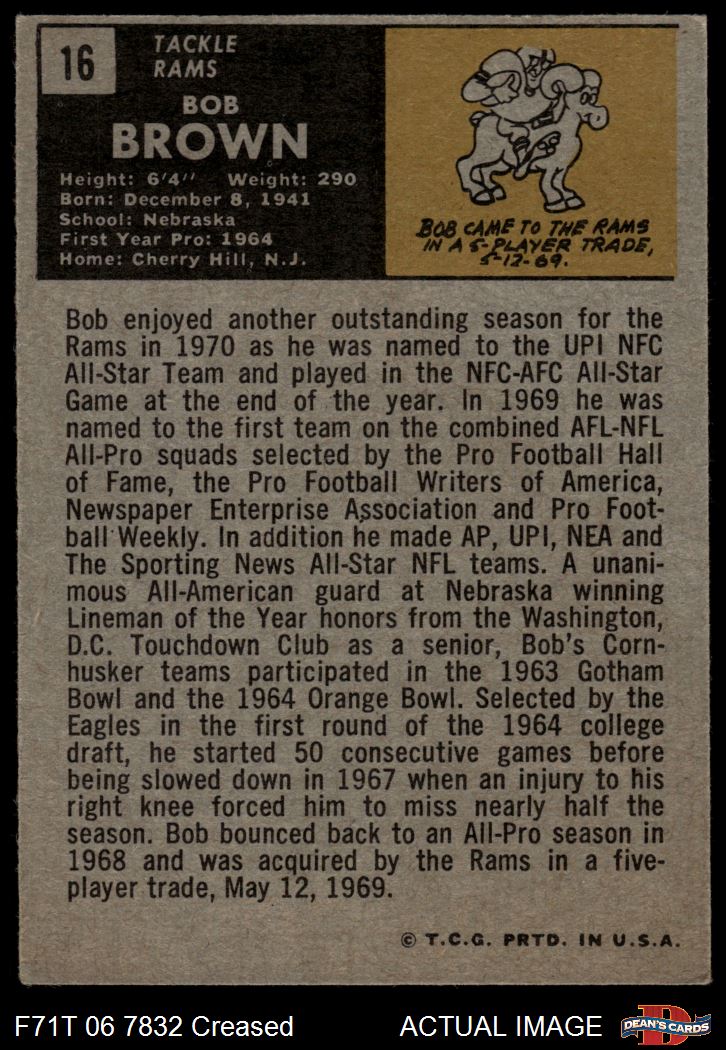 16
TACKLE
RAMS
BOB
BROWN
Height: 6'4'' Weight: 290
Born: December 8, 1941
School: Nebraska
First Year Pro: 1964
Home: Cherry Hill, N.J.
BOB CAME TO THE RAMS
IN A 5-PLAYER TRADE,
5-12-69.
Bob enjoyed another outstanding season for the
Rams in 1970 as he was named to the UPI NFC
All-Star Team and played in the NFC-AFC All-Star
Game at the end of the year. In 1969 he was
named to the first team on the combined AFL-NFL
All-Pro squads selected by the Pro Football Hall
of Fame, the Pro Football Writers of America,
Newspaper Enterprise Association and Pro Foot-
ball Weekly. In addition he made AP, UPI, NEA and
The Sporting News All-Star NFL teams. A unani-
mous All-American guard at Nebraska winning
Lineman of the Year honors from the Washington,
D.C. Touchdown Club as a senior, Bob's Corn-
husker teams participated in the 1963 Gotham
Bowl and the 1964 Orange Bowl. Selected by the
Eagles in the first round of the 1964 college
draft, he started 50 consecutive games before
being slowed down in 1967 when an injury to his
right knee forced him to miss nearly half the
season. Bob bounced back to an All-Pro season in
1968 and was acquired by the Rams in a five-
player trade, May 12, 1969.
© T.C.G. PRTD. IN U.S.A.
F71T 06 7832 Creased ACTUAL IMAGE
D
DEAN'S CARDS